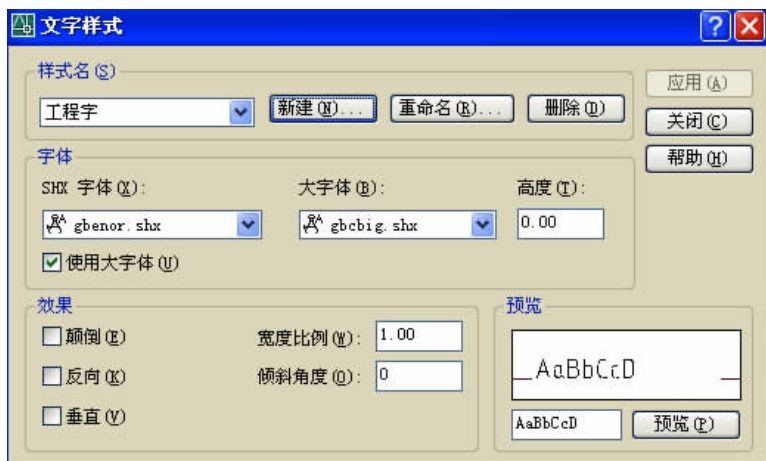 文字样式
样式名(S)
工程字 新建(N)... 重命名(R)... 删除(D)
应用(A)
关闭(C)
帮助(H)
字体
SHX 字体(X): 大字体(B): 高度(T):
gbenor.shx gbcbig.shx 0.00
使用大字体(U)
效果
颠倒(E) 宽度比例(W): 1.00
反向(K) 倾斜角度(O): 0
垂直(V)
预览
AaBbCcD
AaBbCcD 预览(P)